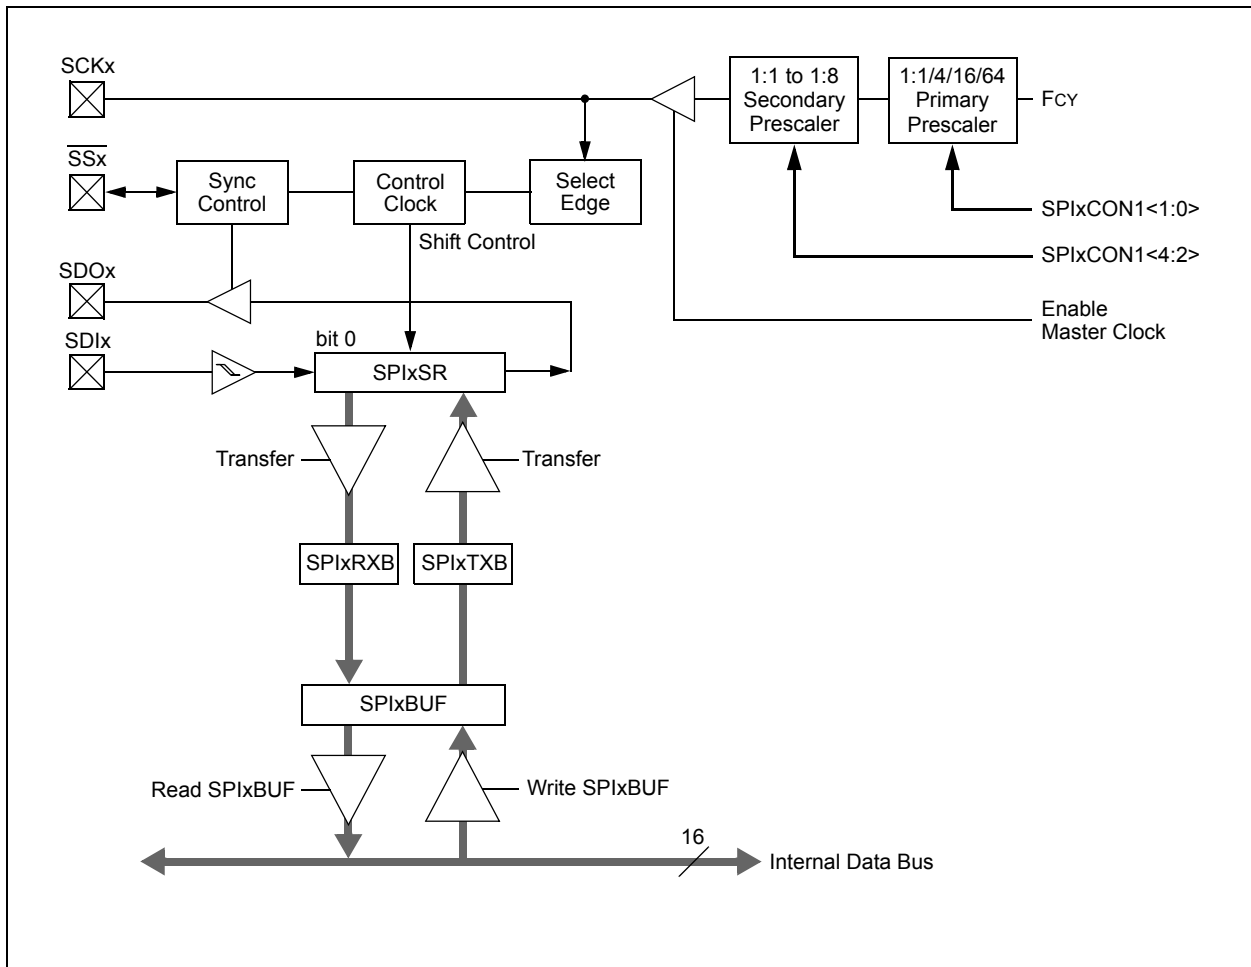 SCKx
1:1 to 1:8
Secondary
Prescaler
1:1/4/16/64
Primary
Prescaler
FCY
SSx
Sync
Control
Control
Clock
Select
Edge
SPIxCON1<1:0>
Shift Control
SPIxCON1<4:2>
SDOx
Enable
Master Clock
SDIx
bit 0
SPIxSR
Transfer
Transfer
SPIxRXB
SPIxTXB
SPIxBUF
Read SPIxBUF
Write SPIxBUF
16
Internal Data Bus